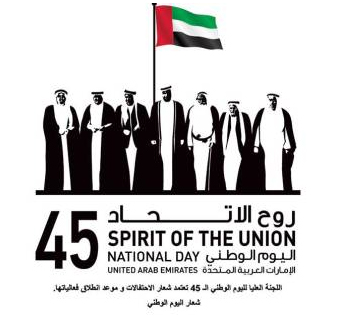 روح الاتحاد
45 SPIRIT OF THE UNION
NATIONAL DAY اليوم الوطني
UNITED ARAB EMIRATES الإمارات العربية المتحدة
اللجنة العليا لليوم الوطني الـ 45 تعتمد شعار الاحتفالات و موعد انطلاق فعالياتها.
شعار اليوم الوطني